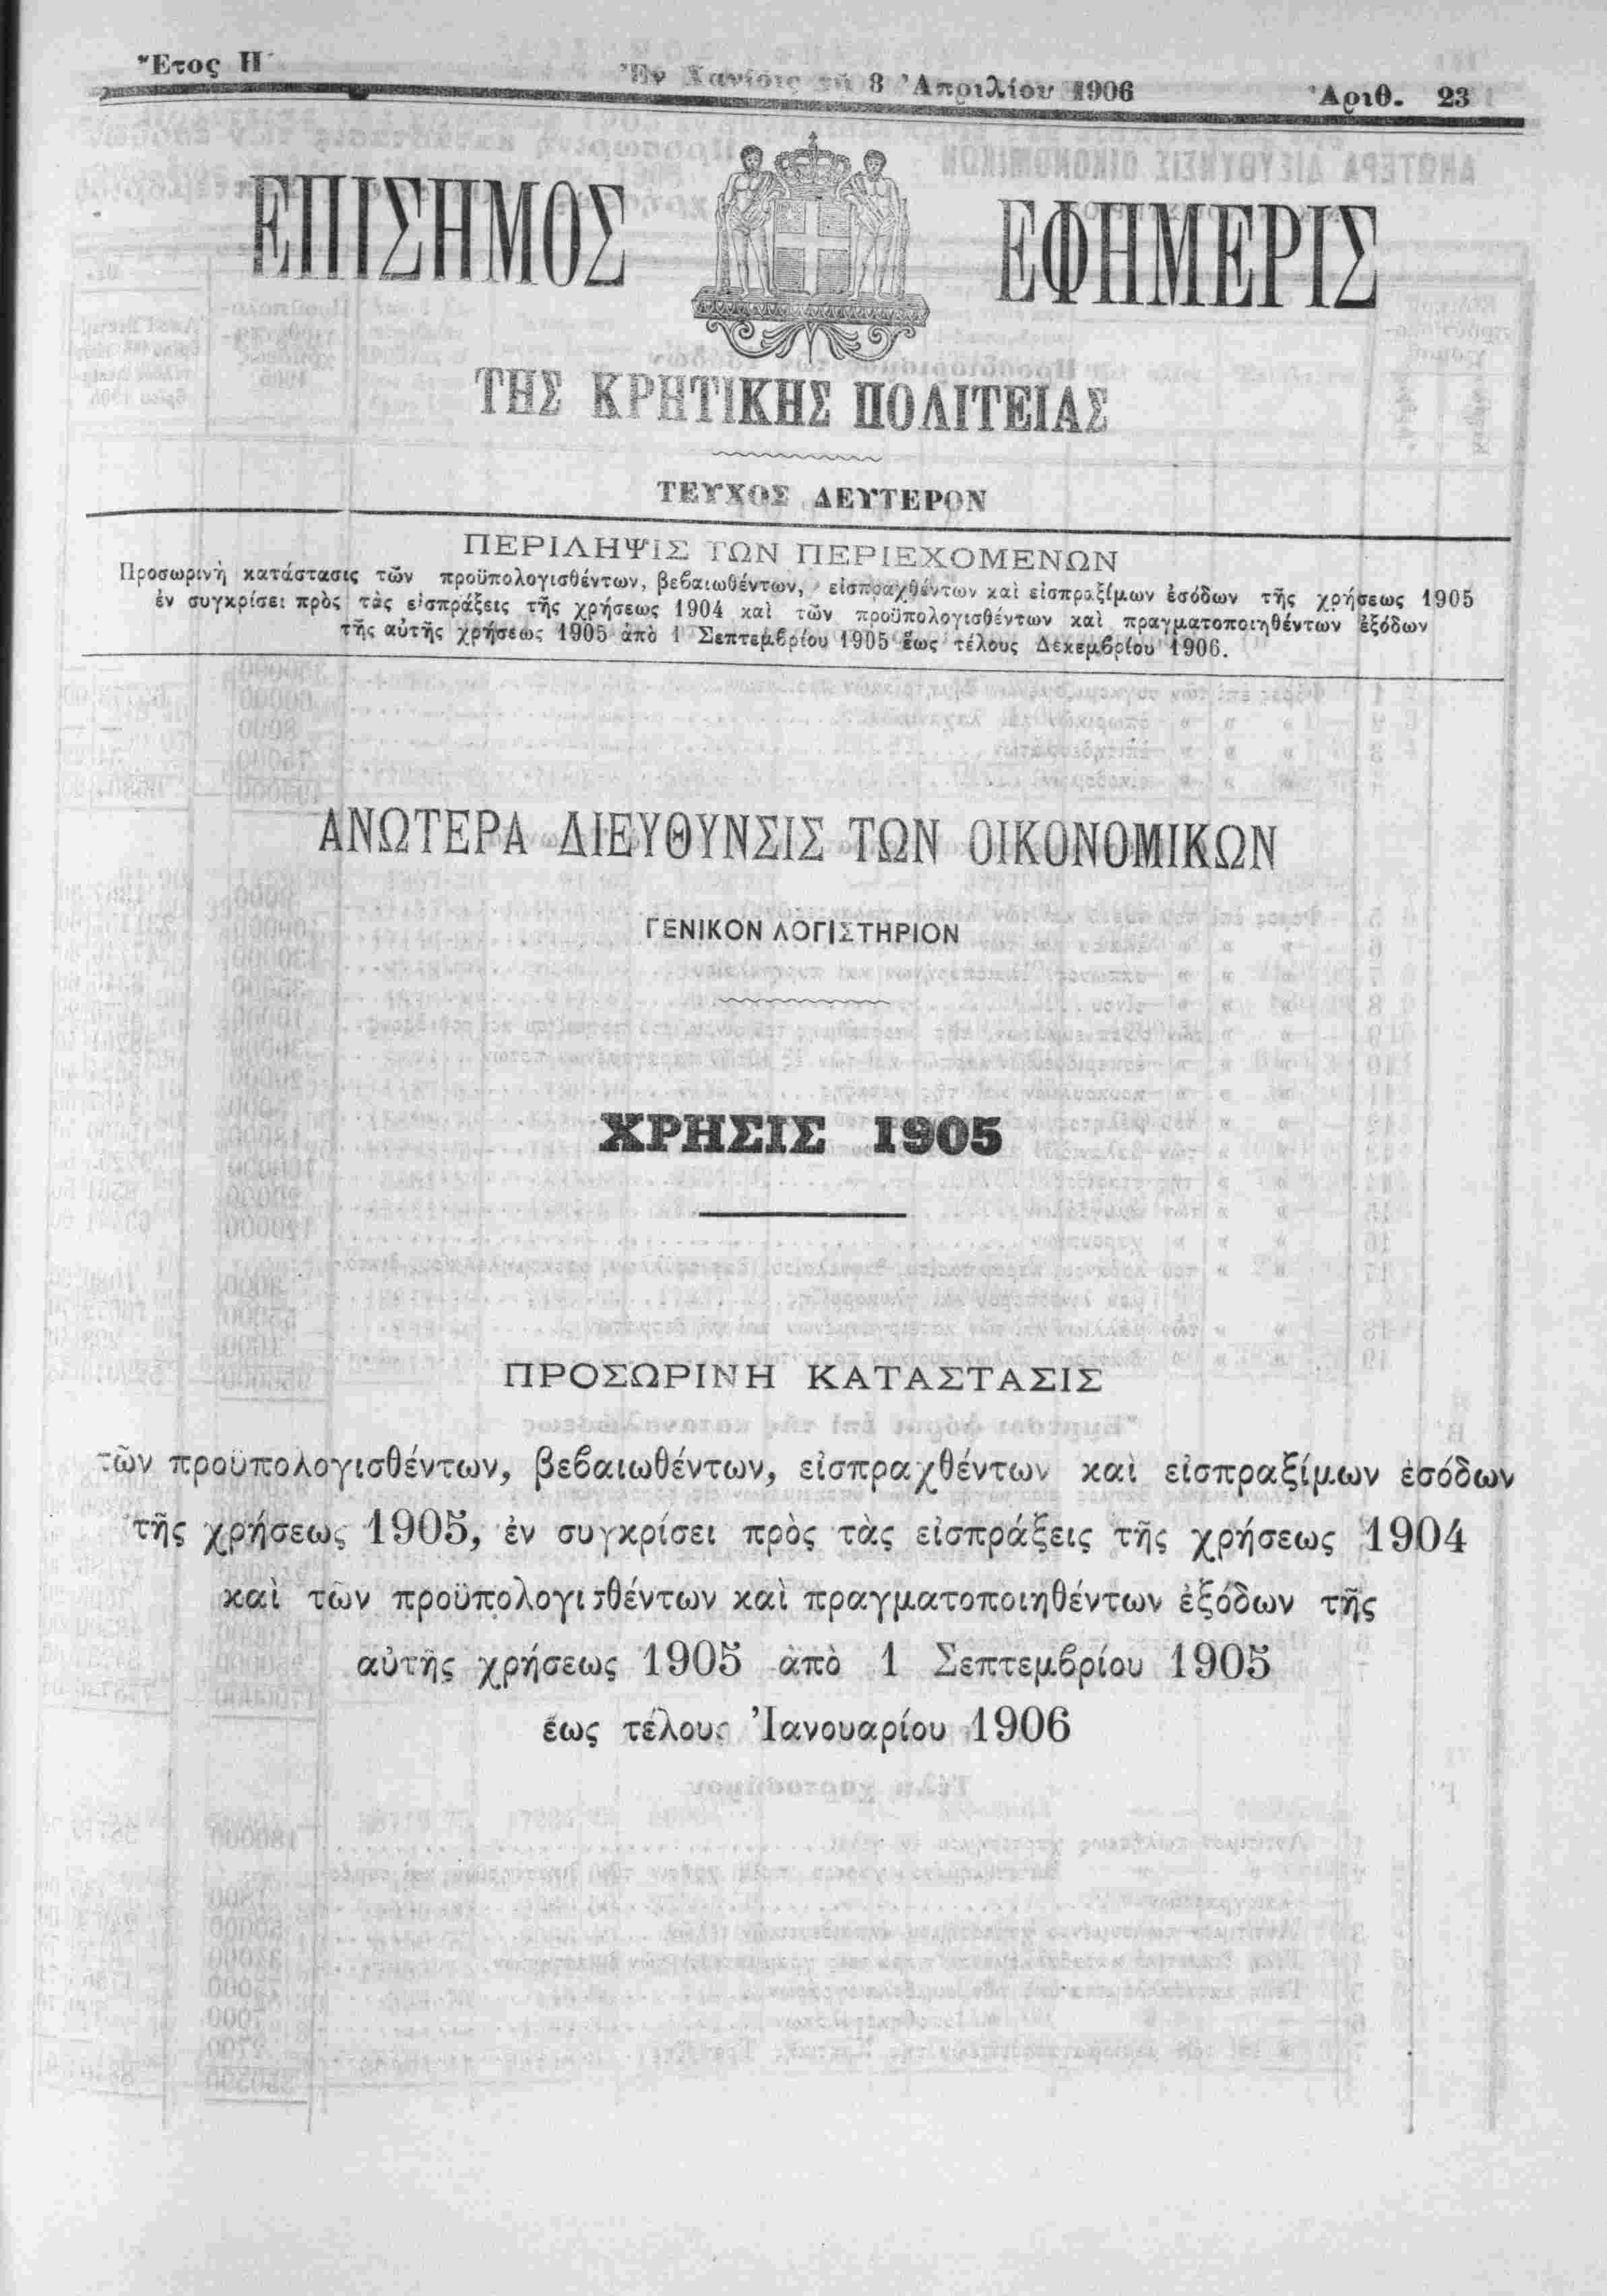 Ἔτος Η΄
Ἐν Χανίοις τῇ 8 Ἀπριλίου 1906
Ἀριθ. 23
ΕΠΙΣΗΜΟΣ ΕΦΗΜΕΡΙΣ
ΤΗΣ ΚΡΗΤΙΚΗΣ ΠΟΛΙΤΕΙΑΣ
ΤΕΥΧΟΣ ΔΕΥΤΕΡΟΝ
ΠΕΡΙΛΗΨΙΣ ΤΩΝ ΠΕΡΙΕΧΟΜΕΝΩΝ
Προσωρινὴ κατάστασις τῶν προϋπολογισθέντων, βεβαιωθέντων, εἰσπραχθέντων καὶ εἰσπραξίμων ἐσόδων τῆς χρήσεως 1905
ἐν συγκρίσει πρὸς τὰς εἰσπράξεις τῆς χρήσεως 1904 καὶ τῶν προϋπολογισθέντων καὶ πραγματοποιηθέντων ἐξόδων
τῆς αὐτῆς χρήσεως 1905 ἀπὸ 1 Σεπτεμβρίου 1905 ἕως τέλους Δεκεμβρίου 1906.
ΑΝΩΤΕΡΑ ΔΙΕΥΘΥΝΣΙΣ ΤΩΝ ΟΙΚΟΝΟΜΙΚΩΝ
ΓΕΝΙΚΟΝ ΛΟΓΙΣΤΗΡΙΟΝ
ΧΡΗΣΙΣ 1905
ΠΡΟΣΩΡΙΝΗ ΚΑΤΑΣΤΑΣΙΣ
τῶν προϋπολογισθέντων, βεβαιωθέντων, εἰσπραχθέντων καὶ εἰσπραξίμων ἐσόδων
τῆς χρήσεως 1905, ἐν συγκρίσει πρὸς τὰς εἰσπράξεις τῆς χρήσεως 1904
καὶ τῶν προϋπολογισθέντων καὶ πραγματοποιηθέντων ἐξόδων τῆς
αὐτῆς χρήσεως 1905 ἀπὸ 1 Σεπτεμβρίου 1905
ἕως τέλους Ἰανουαρίου 1906